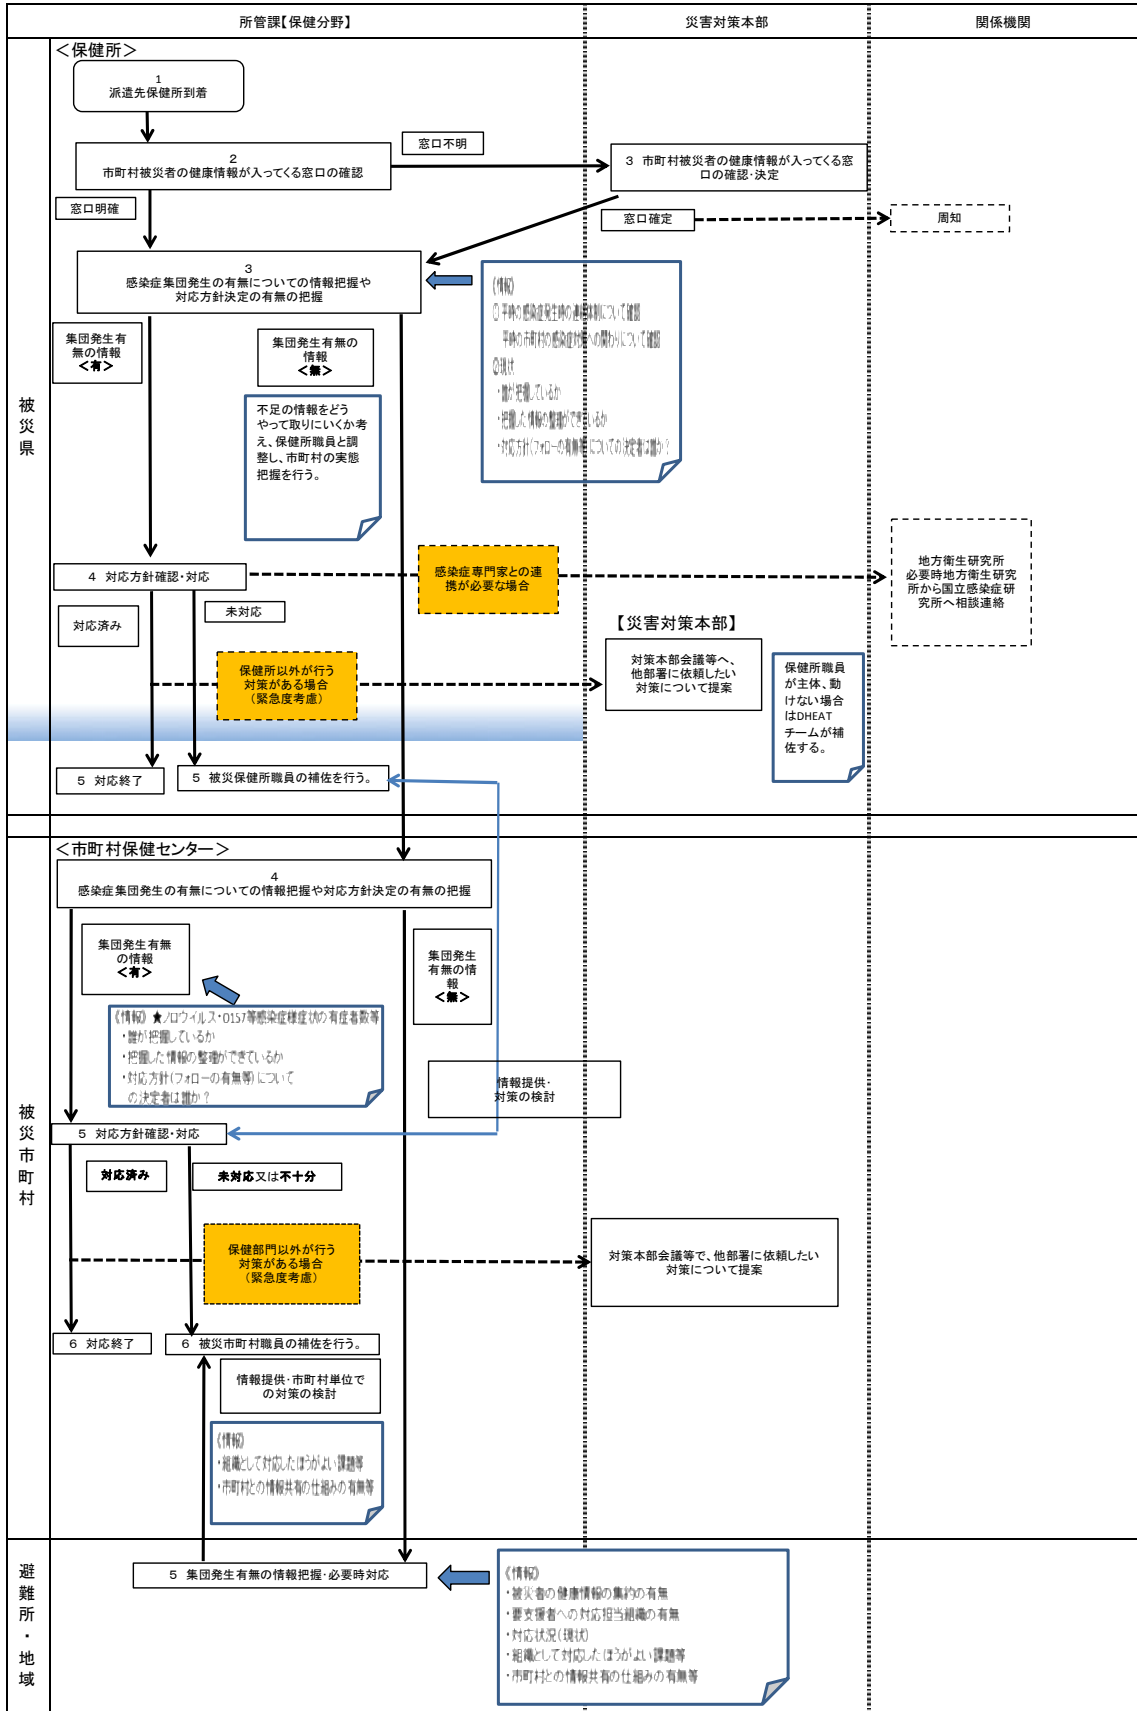 所管課【保健分野】
災害対策本部
関係機関
被災県
＜保健所＞
1
派遣先保健所到着
2
市町村被災者の健康情報が入ってくる窓口の確認
窓口不明
3 市町村被災者の健康情報が入ってくる窓
口の確認・決定
窓口明確
窓口確定
周知
3
感染症集団発生の有無についての情報把握や
対応方針決定の有無の把握
《情報》
① 平時の感染症発生時の連絡体制について確認
平時の市町村の感染症対策への関わりについて確認
②現状
・誰が把握しているか
・把握した情報の整理ができているか
・対応方針(フォローの有無等)についての決定者は誰か？
集団発生有
無の情報
＜有＞
集団発生有無の
情報
＜無＞
不足の情報をどう
やって取りにいくか考
え、保健所職員と調
整し、市町村の実態
把握を行う。
4 対応方針確認・対応
感染症専門家との連
携が必要な場合
地方衛生研究所
必要時地方衛生研究
所から国立感染症研
究所へ相談連絡
対応済み
未対応
【災害対策本部】
保健所以外が行う
対策がある場合
（緊急度考慮）
対策本部会議等へ、
他部署に依頼したい
対策について提案
保健所職員
が主体、動
けない場合
はDHEAT
チームが補
佐する。
5 対応終了
5 被災保健所職員の補佐を行う。
被災市町村
＜市町村保健センター＞
4
感染症集団発生の有無についての情報把握や対応方針決定の有無の把握
集団発生有無
の情報
＜有＞
集団発生
有無の情
報
＜無＞
《情報》 ★ノロウイルス・O157等感染症様症状の有症者数等
・誰が把握しているか
・把握した情報の整理ができているか
・対応方針(フォローの有無等)について
の決定者は誰か？
情報提供・
対策の検討
5 対応方針確認・対応
対応済み
未対応又は不十分
保健部門以外が行う
対策がある場合
（緊急度考慮）
対策本部会議等で、他部署に依頼したい
対策について提案
6 対応終了
6 被災市町村職員の補佐を行う。
情報提供・市町村単位で
の対策の検討
《情報》
・組織として対応したほうがよい課題等
・市町村との情報共有の仕組みの有無等
避難所・地域
5 集団発生有無の情報把握・必要時対応
《情報》
・被災者の健康情報の集約の有無
・要支援者への対応担当組織の有無
・対応状況(現状)
・組織として対応したほうがよい課題等
・市町村との情報共有の仕組みの有無等